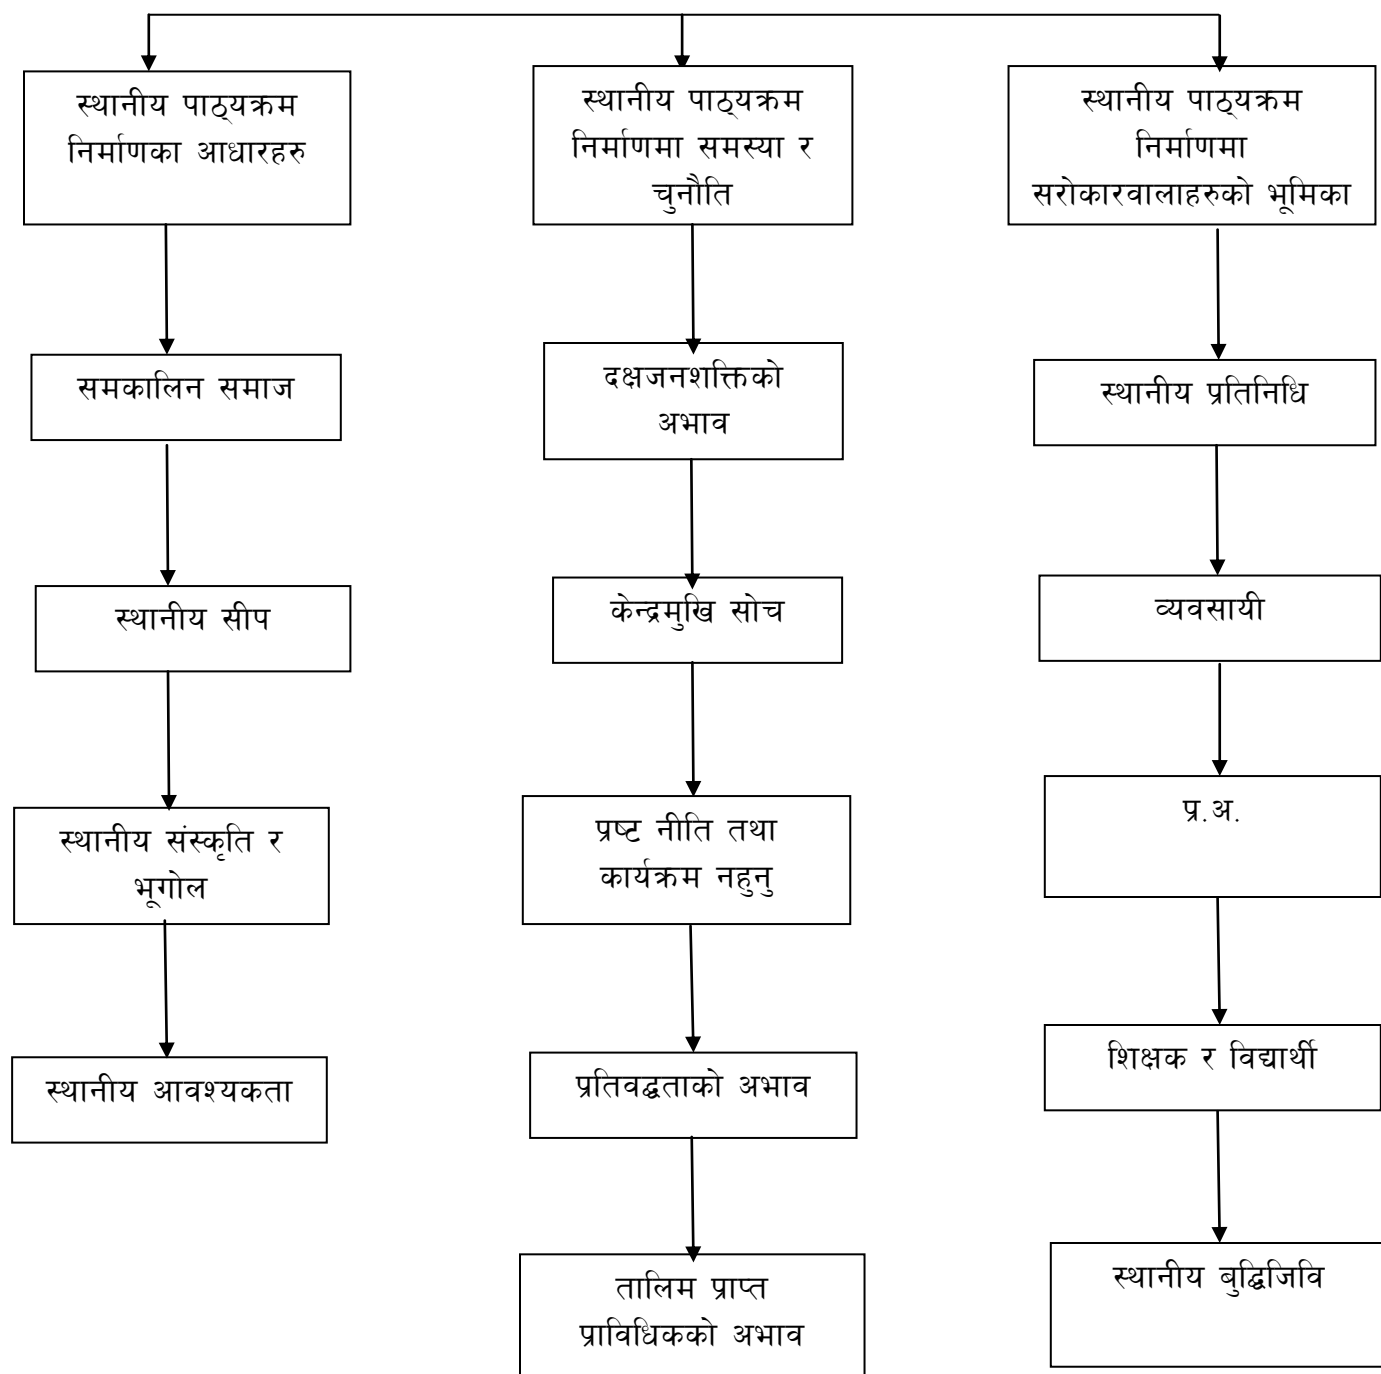 स्थानीय पाठ्यक्रम
निर्माणका आधारहरु
समकालिन समाज
स्थानीय सीप
स्थानीय संस्कृति र
भूगोल
स्थानीय आवश्यकता
स्थानीय पाठ्यक्रम
निर्माणमा समस्या र
चुनौति
दक्षजनशक्तिको
अभाव
केन्द्रमुखि सोच
प्रष्ट नीति तथा
कार्यक्रम नहुनु
प्रतिवद्धताको अभाव
तालिम प्राप्त
प्राविधिकको अभाव
स्थानीय पाठ्यक्रम
निर्माणमा
सरोकारवालाहरुको भूमिका
स्थानीय प्रतिनिधि
व्यवसायी
प्र.अ.
शिक्षक र विद्यार्थी
स्थानीय बुद्धिजिवि